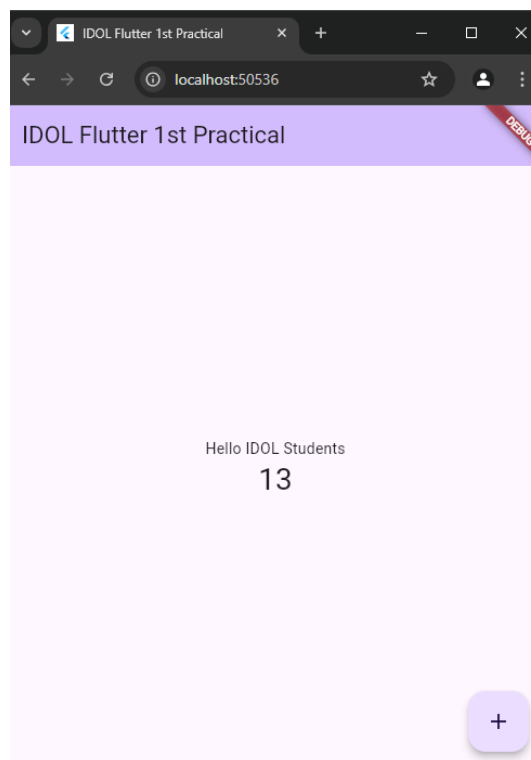 IDOL Flutter 1st Practical
localhost:50536
IDOL Flutter 1st Practical
DEBUG
Hello IDOL Students
13